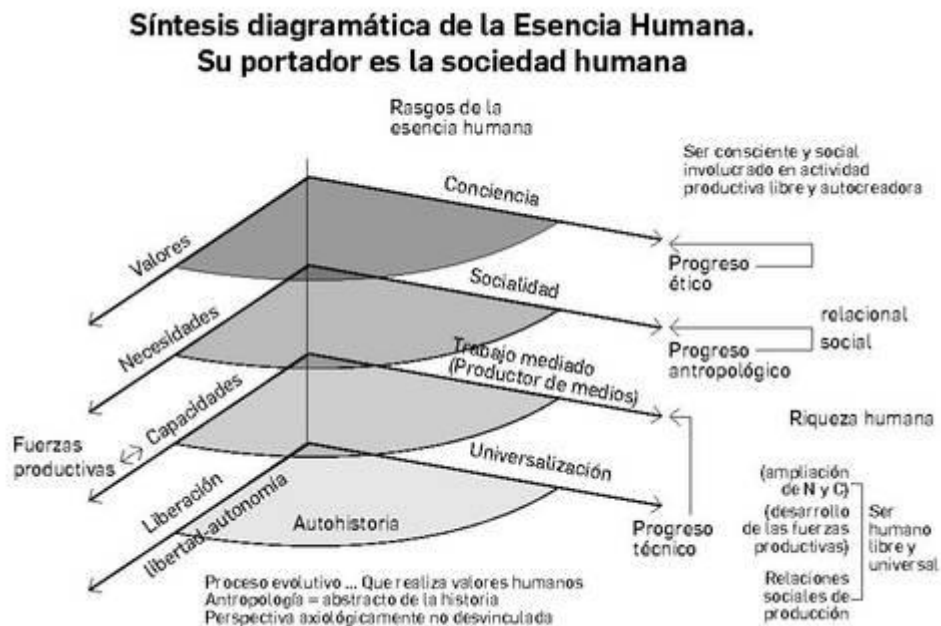 Síntesis diagramática de la Esencia Humana.
Su portador es la sociedad humana
Rasgos de la
esencia humana
Ser consciente y social
involucrado en actividad
productiva libre y autocreadora
Conciencia
Valores
Progreso
ético
Socialidad
Necesidades
relacional
social
Progreso
antropológico
Trabajo mediado
(Productor de medios)
Capacidades
Fuerzas
productivas
Riqueza humana
Universalización
Liberación
libertad-autonomía
Autohistoria
Progreso
técnico
(ampliación
de N y C)
(desarrollo
de las fuerzas
productivas)
Relaciones
sociales de
producción
Ser
humano
libre y
universal
Proceso evolutivo ... Que realiza valores humanos
Antropología = abstracto de la historia
Perspectiva axiológicamente no desvinculada